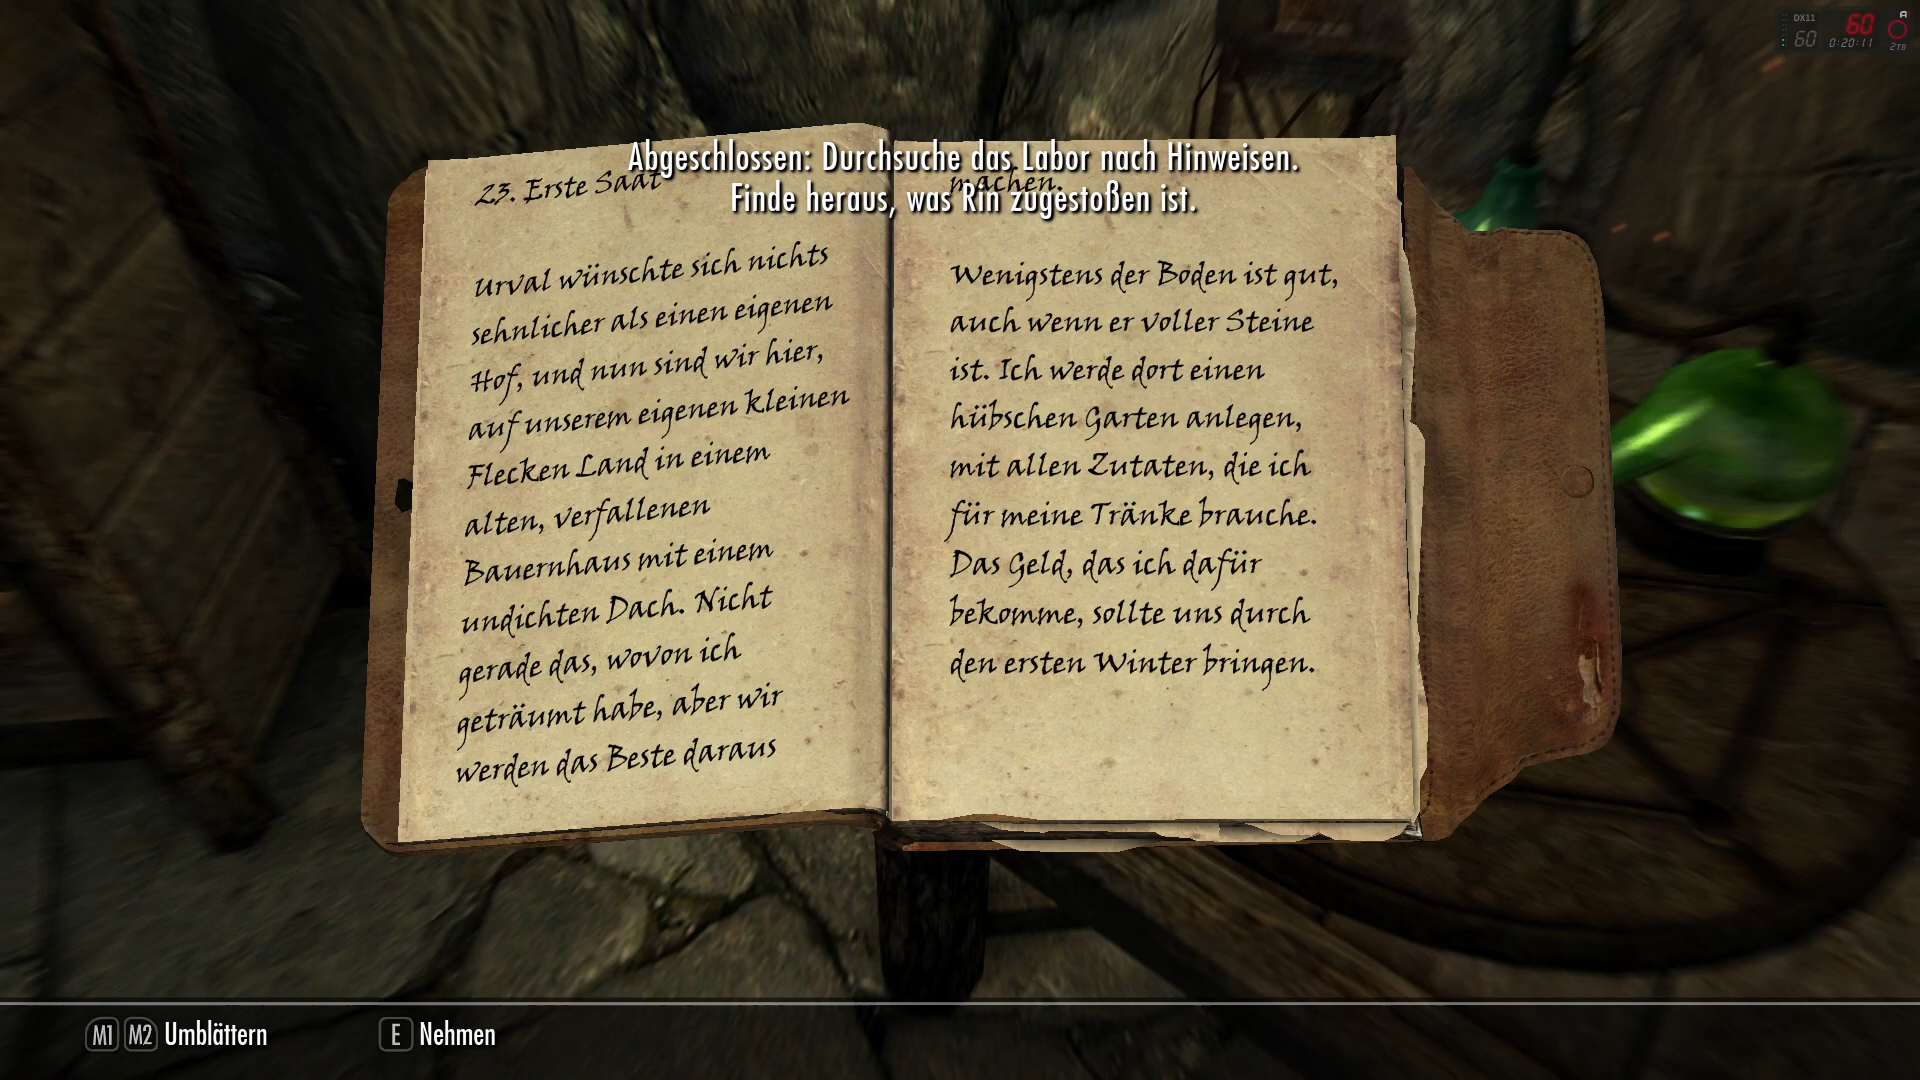 DX11
60
60
0:20:11
A
2TB
Abgeschlossen: Durchsuche das Labor nach Hinweisen.
Finde heraus, was Rin zugestoßen ist.
23. Erste Saat
Urval wünschte sich nichts
sehnlicher als einen eigenen
Hof, und nun sind wir hier,
auf unserem eigenen kleinen
Flecken Land in einem
alten, verfallenen
Bauernhaus mit einem
undichten Dach. Nicht
gerade das, wovon ich
geträumt habe, aber wir
werden das Beste daraus
machen.
Wenigstens der Boden ist gut,
auch wenn er voller Steine
ist. Ich werde dort einen
hübschen Garten anlegen,
mit allen Zutaten, die ich
für meine Tränke brauche.
Das Geld, das ich dafür
bekomme, sollte uns durch
den ersten Winter bringen.
M1 M2 Umblättern
E Nehmen